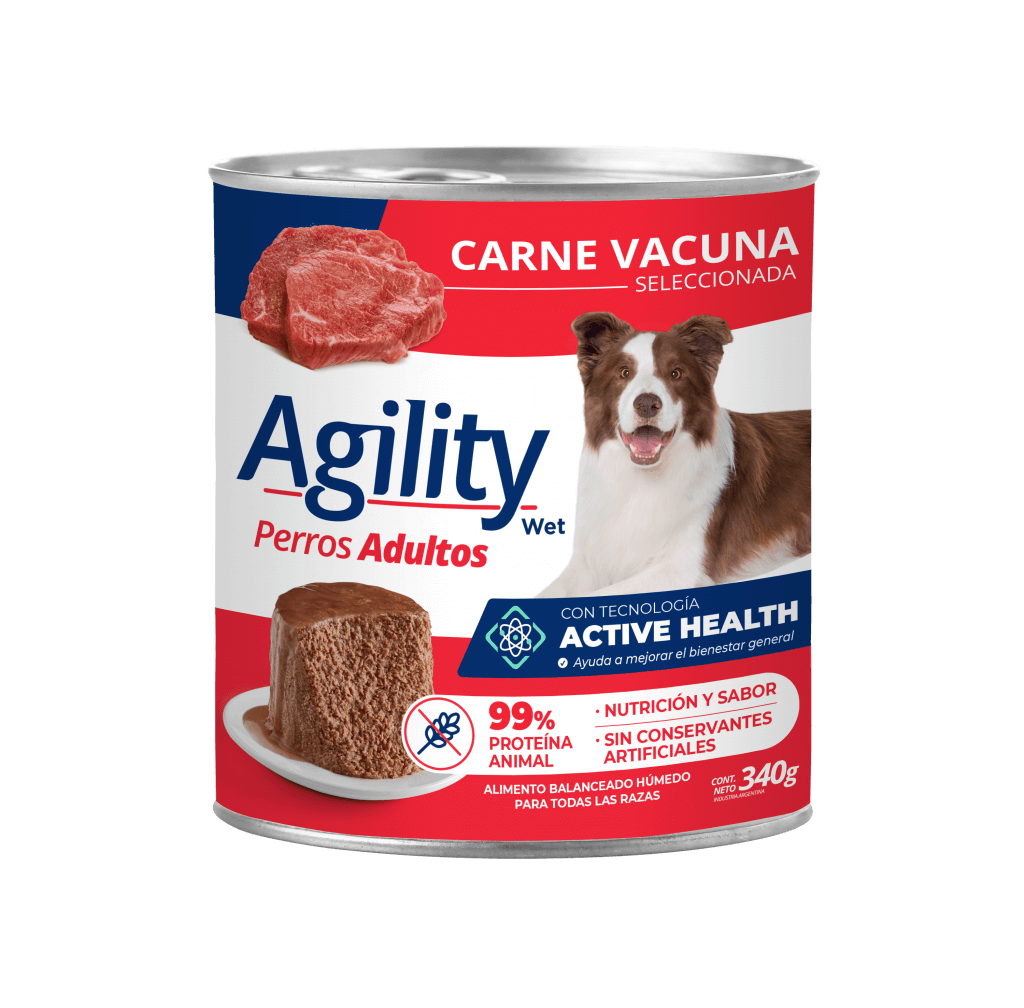 CARNE VACUNA
SELECCIONADA
Agility
Wet
Perros Adultos
CON TECNOLOGÍA
ACTIVE HEALTH
Ayuda a mejorar el bienestar general
99%
PROTEÍNA
ANIMAL
· NUTRICIÓN Y SABOR
· SIN CONSERVANTES
ARTIFICIALES
ALIMENTO BALANCEADO HÚMEDO
PARA TODAS LAS RAZAS
CONT.
NETO 340g
INDUSTRIA ARGENTINA